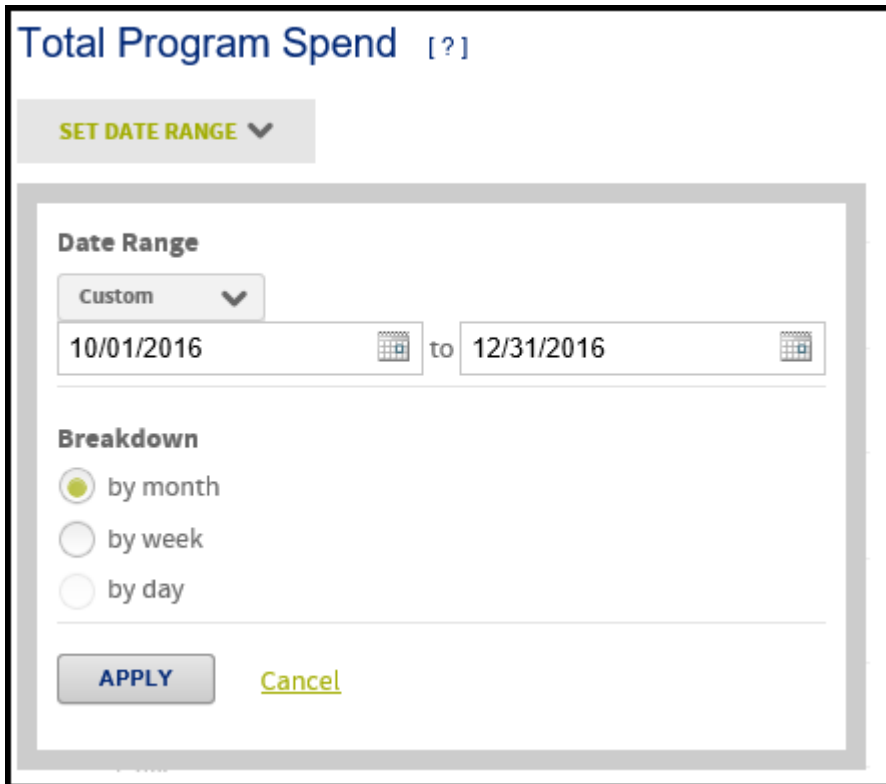 Total Program Spend [ ? ]
SET DATE RANGE
Date Range
Custom
10/01/2016 to 12/31/2016
Breakdown
by month
by week
by day
APPLY Cancel